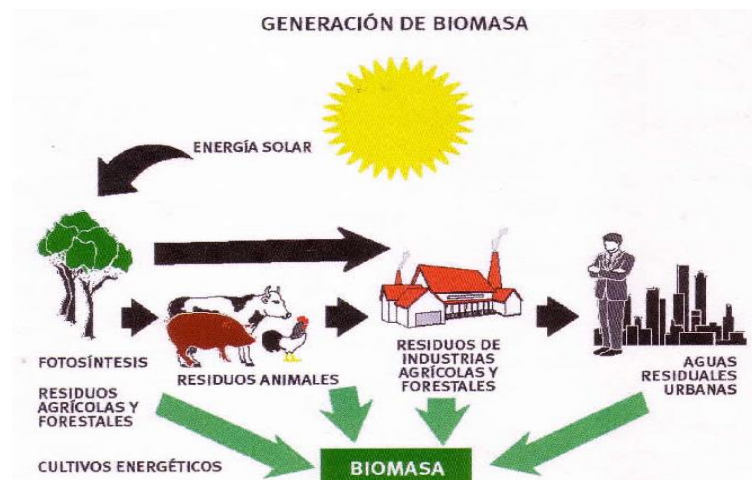 GENERACIÓN DE BIOMASA
ENERGÍA SOLAR
FOTOSÍNTESIS
RESIDUOS
AGRÍCOLAS Y
FORESTALES
CULTIVOS ENERGÉTICOS
RESIDUOS ANIMALES
RESIDUOS DE
INDUSTRIAS
AGRÍCOLAS Y
FORESTALES
AGUAS
RESIDUALES
URBANAS
BIOMASA